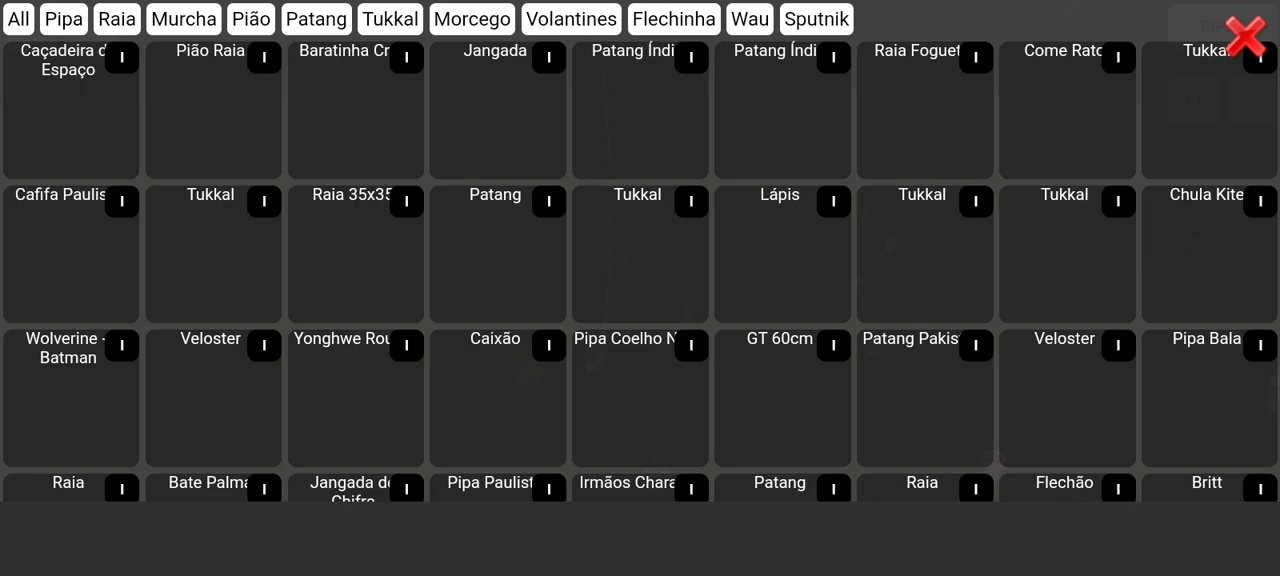 All Pipa Raia Murcha Pião Patang Tukkal Morcego Volantines Flechinha Wau Sputnik
Caçadeira d I Pião Raia I Baratinha Cr I Jangada I Patang Índi I Patang Índi I Raia Foguet I Come Rato I Tukkal I
Espaço
Cafifa Paulis I Tukkal I Raia 35x35 I Patang I Tukkal I Lápis I Tukkal I Tukkal I Chula Kite I
Wolverine - I Veloster I Yonghwe Rou I Caixão I Pipa Coelho N I GT 60cm I Patang Pakis I Veloster I Pipa Bala I
Batman
Raia I Bate Palma I Jangada de I Pipa Paulist I Irmãos Chara I Patang I Raia I Flechão I Britt I
Chifre